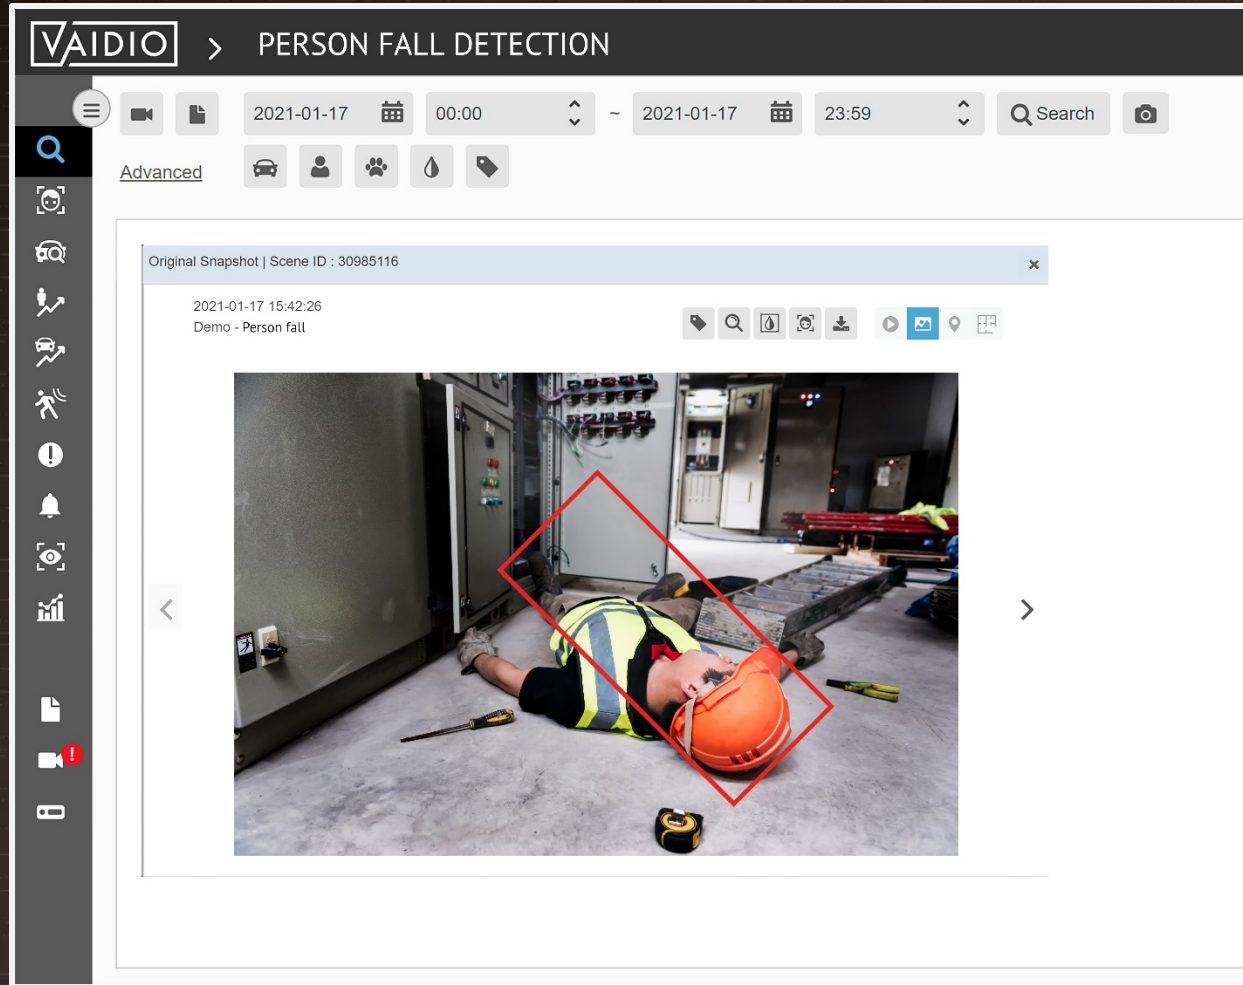 VAIDIO > PERSON FALL DETECTION
2021-01-17 00:00 ~ 2021-01-17 23:59 Search
Advanced
Original Snapshot | Scene ID : 30985116 ×
2021-01-17 15:42:26
Demo - Person fall